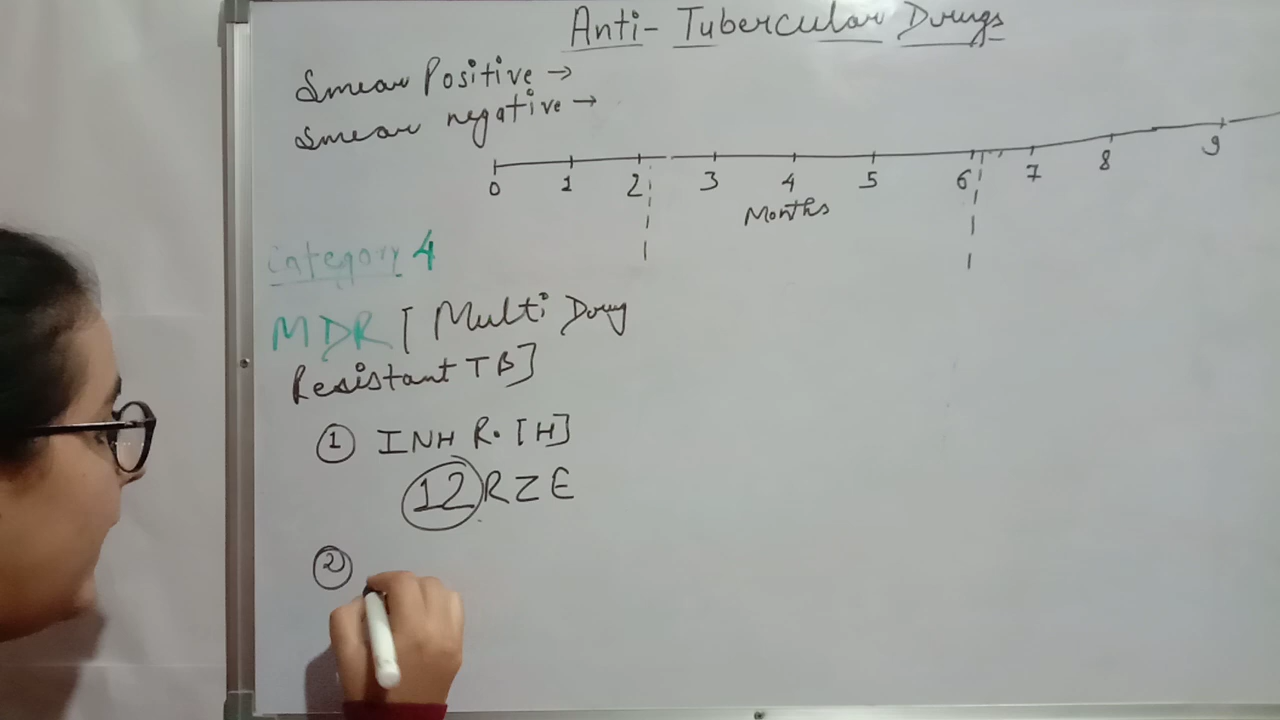 Anti-Tubercular Drugs
Smear Positive →
Smear negative →
0 1 2 3 4 5 6 7 8 9
Months
Category 4
MDR [Multi Drug
Resistant TB]
① INH R. [H]
12 RZE
②